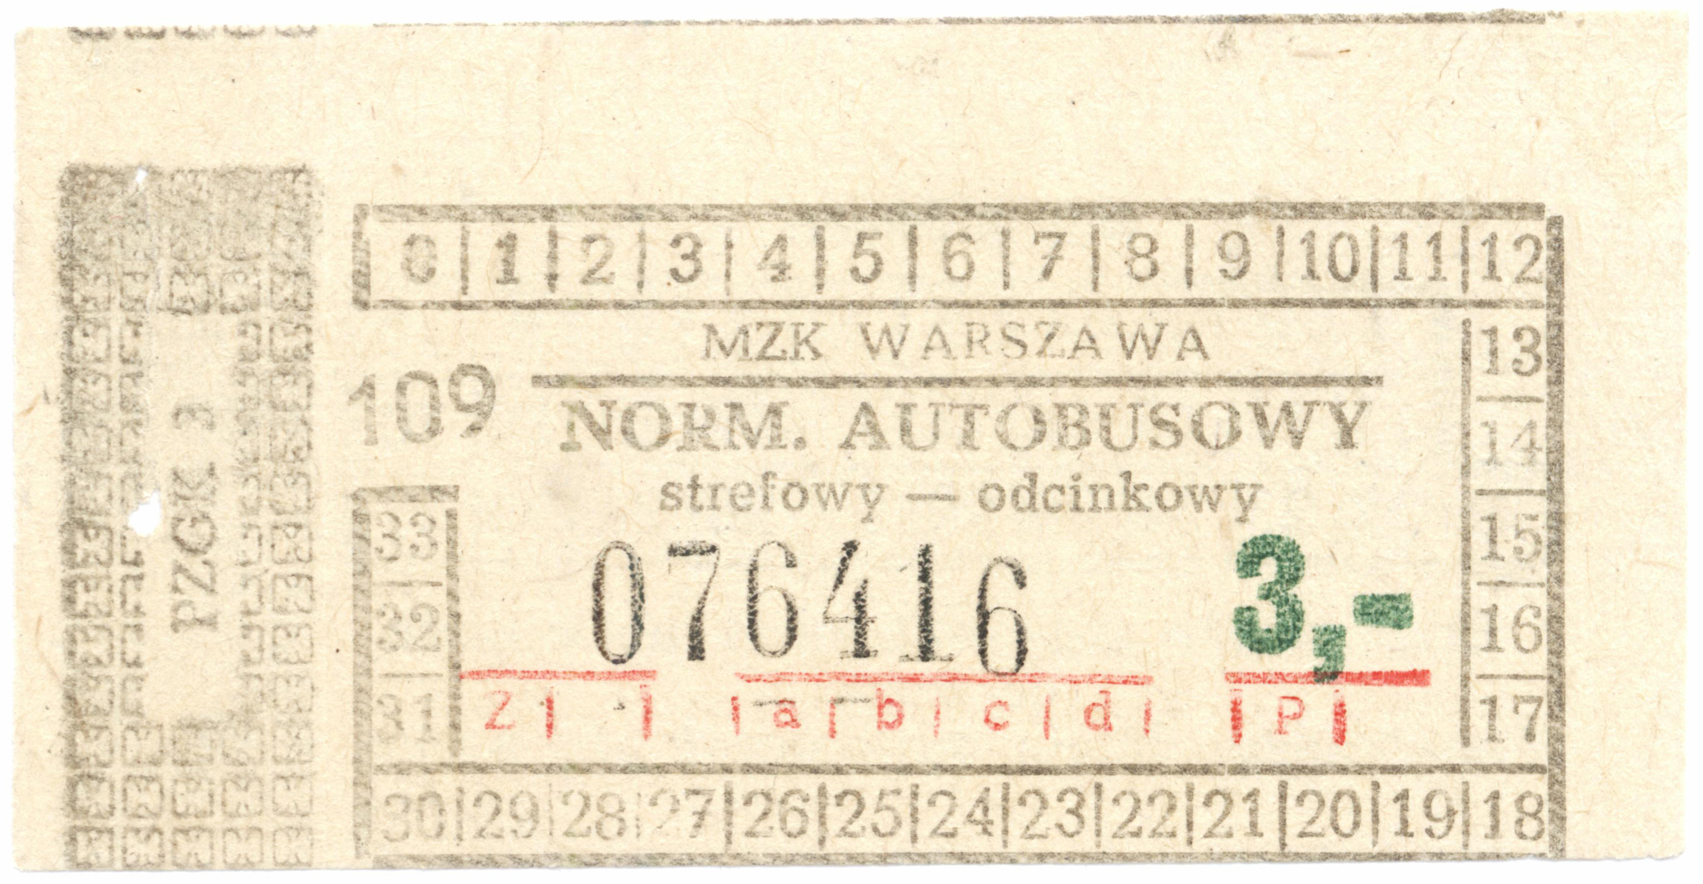 0 1 2 3 4 5 6 7 8 9 10 11 12
MZK WARSZAWA
13
109
NORM. AUTOBUSOWY
14
strefowy — odcinkowy
PZGK 3
33
15
076416
3,-
32
16
31
z a b c d P
17
30 29 28 27 26 25 24 23 22 21 20 19 18